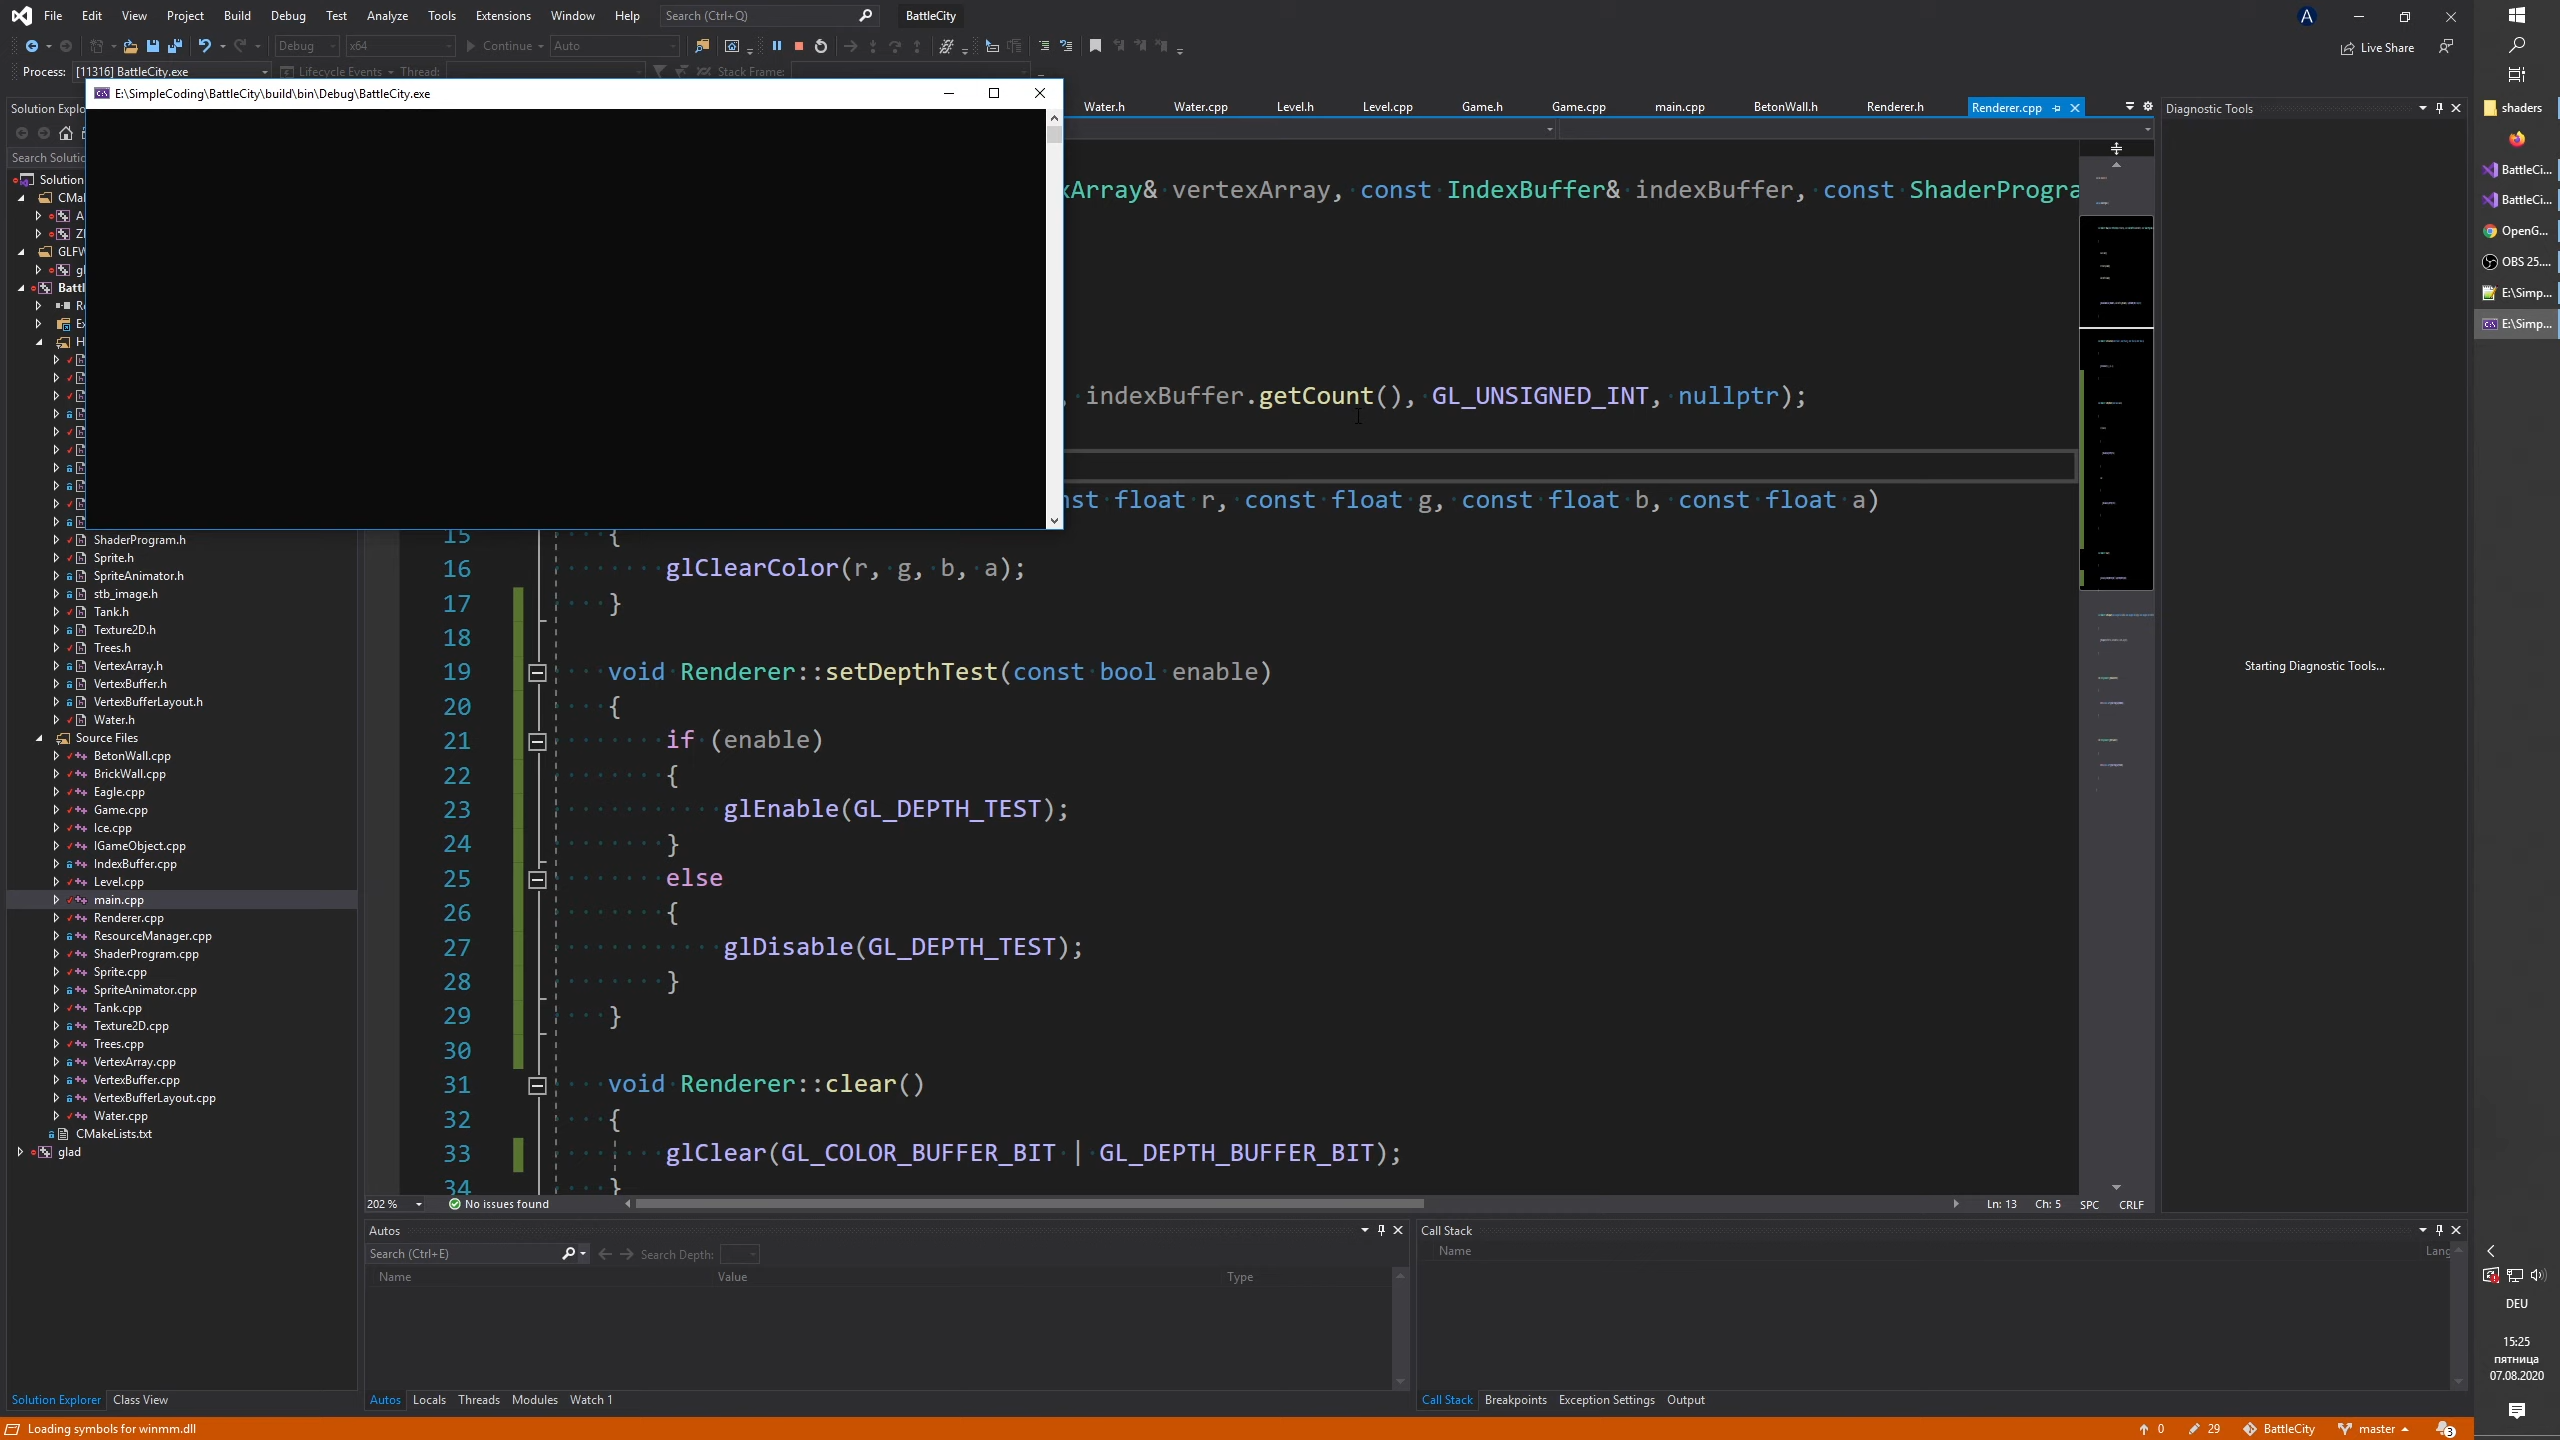 File Edit View Project Build Debug Test Analyze Tools Extensions Window Help Search (Ctrl+Q) BattleCity
Debug x64 Continue Auto Live Share
Process: [11316] BattleCity.exe Lifecycle Events Thread: Stack Frame:
E:\SimpleCoding\BattleCity\build\bin\Debug\BattleCity.exe
Water.h Water.cpp Level.h Level.cpp Game.h Game.cpp main.cpp BetonWall.h Renderer.h Renderer.cpp
Solution Explo
Search Solutic
Solution
CMa
A
GLFW
Battl
ShaderProgram.h
Sprite.h
SpriteAnimator.h
stb_image.h
Tank.h
Texture2D.h
Trees.h
VertexArray.h
VertexBuffer.h
VertexBufferLayout.h
Water.h
Source Files
BetonWall.cpp
BrickWall.cpp
Eagle.cpp
Game.cpp
Ice.cpp
IGameObject.cpp
IndexBuffer.cpp
Level.cpp
main.cpp
Renderer.cpp
ResourceManager.cpp
ShaderProgram.cpp
Sprite.cpp
SpriteAnimator.cpp
Tank.cpp
Texture2D.cpp
Trees.cpp
VertexArray.cpp
VertexBuffer.cpp
VertexBufferLayout.cpp
Water.cpp
CMakeLists.txt
glad
Solution Explorer Class View
xArray& vertexArray, const IndexBuffer& indexBuffer, const ShaderProgra
, indexBuffer.getCount(), GL_UNSIGNED_INT, nullptr);
nst float r, const float g, const float b, const float a)
15 {
16 glClearColor(r, g, b, a);
17 }
18
19 void Renderer::setDepthTest(const bool enable)
20 {
21 if (enable)
22 {
23 glEnable(GL_DEPTH_TEST);
24 }
25 else
26 {
27 glDisable(GL_DEPTH_TEST);
28 }
29 }
30
31 void Renderer::clear()
32 {
33 glClear(GL_COLOR_BUFFER_BIT | GL_DEPTH_BUFFER_BIT);
34 }
202 % No issues found Ln: 13 Ch: 5 SPC CRLF
Autos
Search (Ctrl+E) Search Depth:
Name Value Type
Autos Locals Threads Modules Watch 1
Call Stack
Name Lang
Call Stack Breakpoints Exception Settings Output
Diagnostic Tools
Starting Diagnostic Tools...
shaders
BattleCi...
BattleCi...
OpenG...
OBS 25....
E:\Simp...
E:\Simp...
DEU
15:25
пятница
07.08.2020
Loading symbols for winmm.dll 0 29 BattleCity master 3